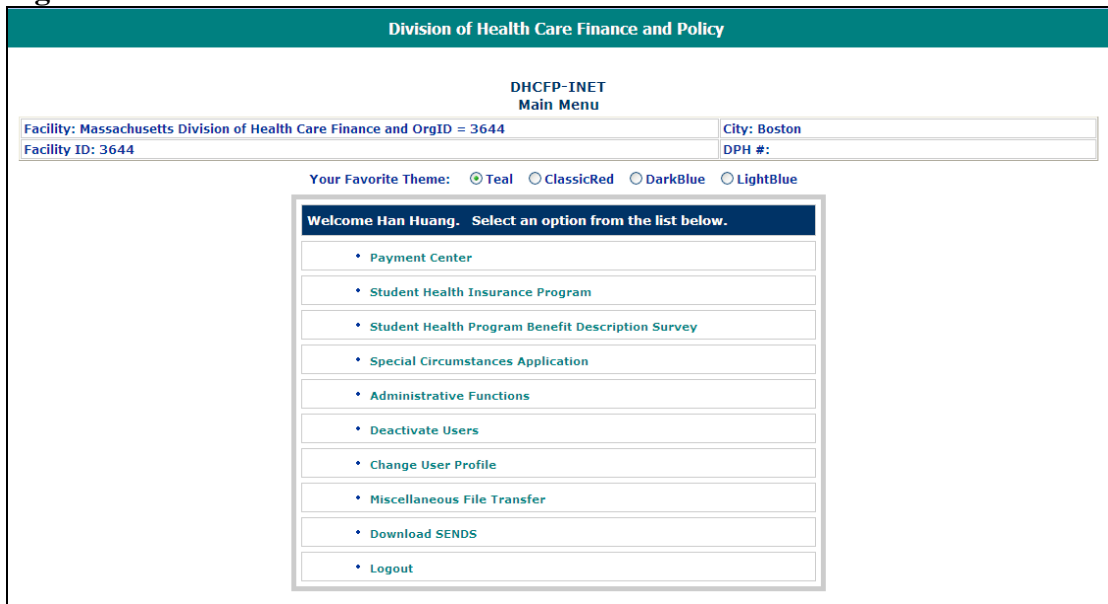 Division of Health Care Finance and Policy
DHCFP-INET
Main Menu
Facility: Massachusetts Division of Health Care Finance and OrgID = 3644 City: Boston
Facility ID: 3644 DPH #:
Your Favorite Theme: Teal ClassicRed DarkBlue LightBlue
Welcome Han Huang. Select an option from the list below.
• Payment Center
• Student Health Insurance Program
• Student Health Program Benefit Description Survey
• Special Circumstances Application
• Administrative Functions
• Deactivate Users
• Change User Profile
• Miscellaneous File Transfer
• Download SENDS
• Logout